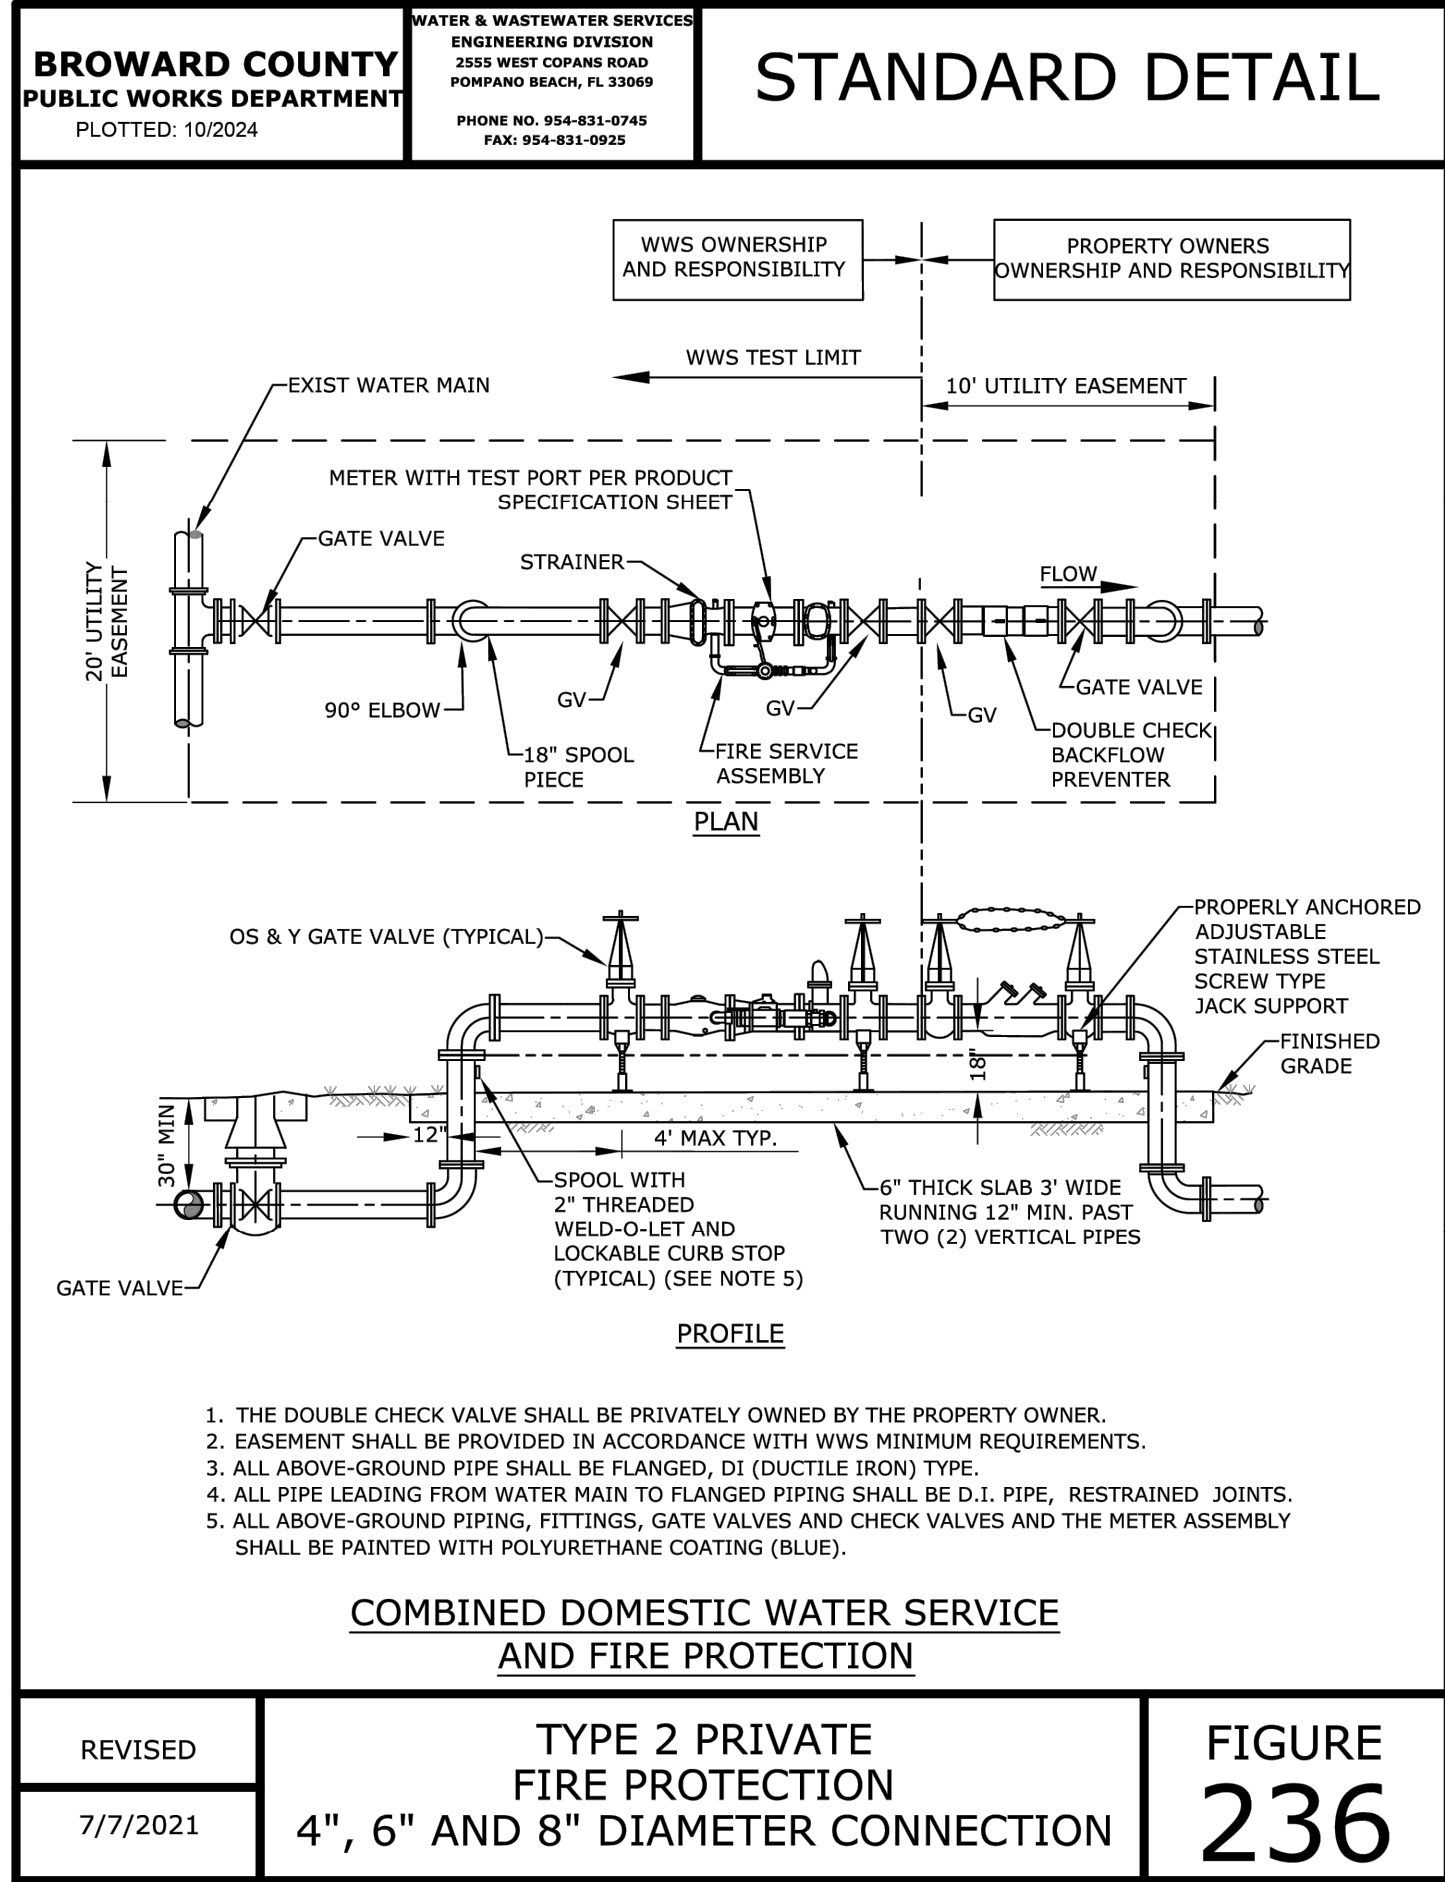 BROWARD COUNTY
PUBLIC WORKS DEPARTMENT
PLOTTED: 10/2024
WATER & WASTEWATER SERVICES
ENGINEERING DIVISION
2555 WEST COPANS ROAD
POMPANO BEACH, FL 33069
PHONE NO. 954-831-0745
FAX: 954-831-0925
STANDARD DETAIL
WWS OWNERSHIP
AND RESPONSIBILITY
PROPERTY OWNERS
OWNERSHIP AND RESPONSIBILITY
WWS TEST LIMIT
EXIST WATER MAIN
10' UTILITY EASEMENT
METER WITH TEST PORT PER PRODUCT
SPECIFICATION SHEET
GATE VALVE
STRAINER
FLOW
20' UTILITY
EASEMENT
90° ELBOW
GV
GV
GV
GATE VALVE
18" SPOOL
PIECE
FIRE SERVICE
ASSEMBLY
DOUBLE CHECK
BACKFLOW
PREVENTER
PLAN
OS & Y GATE VALVE (TYPICAL)
PROPERLY ANCHORED
ADJUSTABLE
STAINLESS STEEL
SCREW TYPE
JACK SUPPORT
FINISHED
GRADE
18"
30" MIN
12"
4' MAX TYP.
SPOOL WITH
2" THREADED
WELD-O-LET AND
LOCKABLE CURB STOP
(TYPICAL) (SEE NOTE 5)
6" THICK SLAB 3' WIDE
RUNNING 12" MIN. PAST
TWO (2) VERTICAL PIPES
GATE VALVE
PROFILE
1. THE DOUBLE CHECK VALVE SHALL BE PRIVATELY OWNED BY THE PROPERTY OWNER.
2. EASEMENT SHALL BE PROVIDED IN ACCORDANCE WITH WWS MINIMUM REQUIREMENTS.
3. ALL ABOVE-GROUND PIPE SHALL BE FLANGED, DI (DUCTILE IRON) TYPE.
4. ALL PIPE LEADING FROM WATER MAIN TO FLANGED PIPING SHALL BE D.I. PIPE, RESTRAINED JOINTS.
5. ALL ABOVE-GROUND PIPING, FITTINGS, GATE VALVES AND CHECK VALVES AND THE METER ASSEMBLY
SHALL BE PAINTED WITH POLYURETHANE COATING (BLUE).
COMBINED DOMESTIC WATER SERVICE
AND FIRE PROTECTION
REVISED
7/7/2021
TYPE 2 PRIVATE
FIRE PROTECTION
4", 6" AND 8" DIAMETER CONNECTION
FIGURE
236